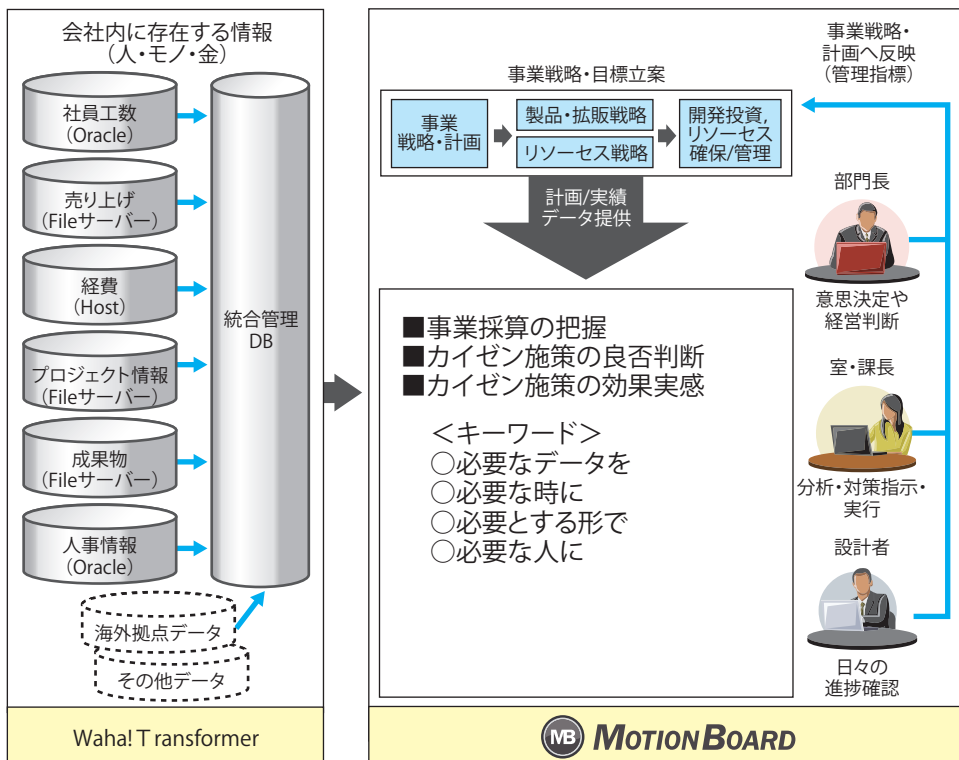 会社内に存在する情報
(人・モノ・金)
社員工数
(Oracle)
売り上げ
(Fileサーバー)
経費
(Host)
プロジェクト情報
(Fileサーバー)
成果物
(Fileサーバー)
人事情報
(Oracle)
統合管理
DB
海外拠点データ
その他データ
Waha! T ransformer
事業戦略・目標立案
事業
戦略・計画
製品・拡販戦略
リソーセス戦略
開発投資,
リソーセス
確保/管理
計画/実績
データ提供
■事業採算の把握
■カイゼン施策の良否判断
■カイゼン施策の効果実感
＜キーワード＞
○必要なデータを
○必要な時に
○必要とする形で
○必要な人に
事業戦略・
計画へ反映
(管理指標)
部門長
意思決定や
経営判断
室・課長
分析・対策指示・
実行
設計者
日々の
進捗確認
MB MOTIONBOARD